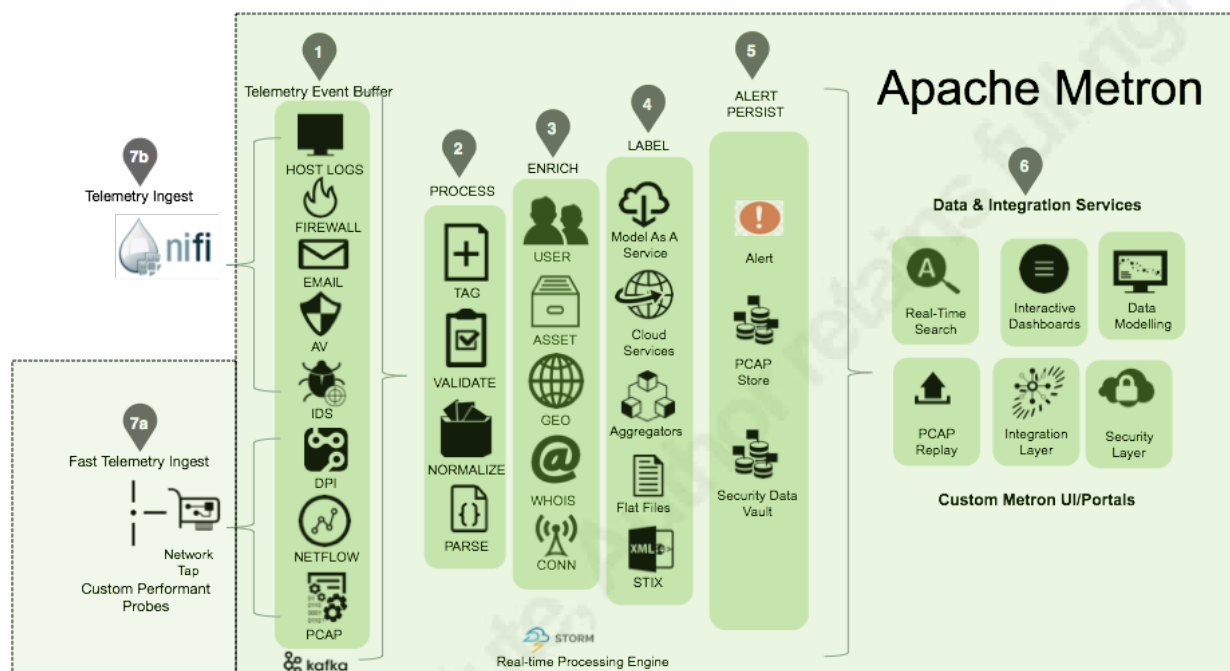 Apache Metron
1
Telemetry Event Buffer
HOST LOGS
FIREWALL
EMAIL
AV
IDS
DPI
NETFLOW
PCAP
kafka
7b
Telemetry Ingest
nifi
7a
Fast Telemetry Ingest
Network
Tap
Custom Performant
Probes
2
PROCESS
TAG
VALIDATE
NORMALIZE
{}
PARSE
3
ENRICH
USER
ASSET
GEO
@
WHOIS
CONN
4
LABEL
Model As A
Service
Cloud
Services
Aggregators
Flat Files
XML
STIX
5
ALERT
PERSIST
!
Alert
PCAP
Store
Security Data
Vault
STORM
Real-time Processing Engine
6
Data & Integration Services
A
Real-Time
Search
Interactive
Dashboards
Data
Modelling
PCAP
Replay
Integration
Layer
Security
Layer
Custom Metron UI/Portals
Author retains full